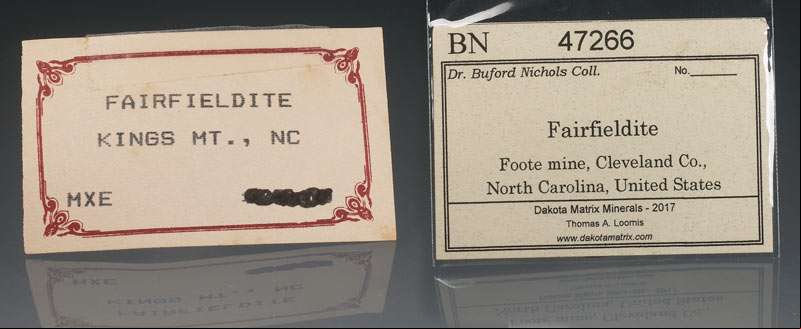 FAIRFIELDITE
KINGS MT., NC
MXE
BN 47266
Dr. Buford Nichols Coll. No.______
Fairfieldite
Foote mine, Cleveland Co.,
North Carolina, United States
Dakota Matrix Minerals - 2017
Thomas A. Loomis
www.dakotamatrix.com